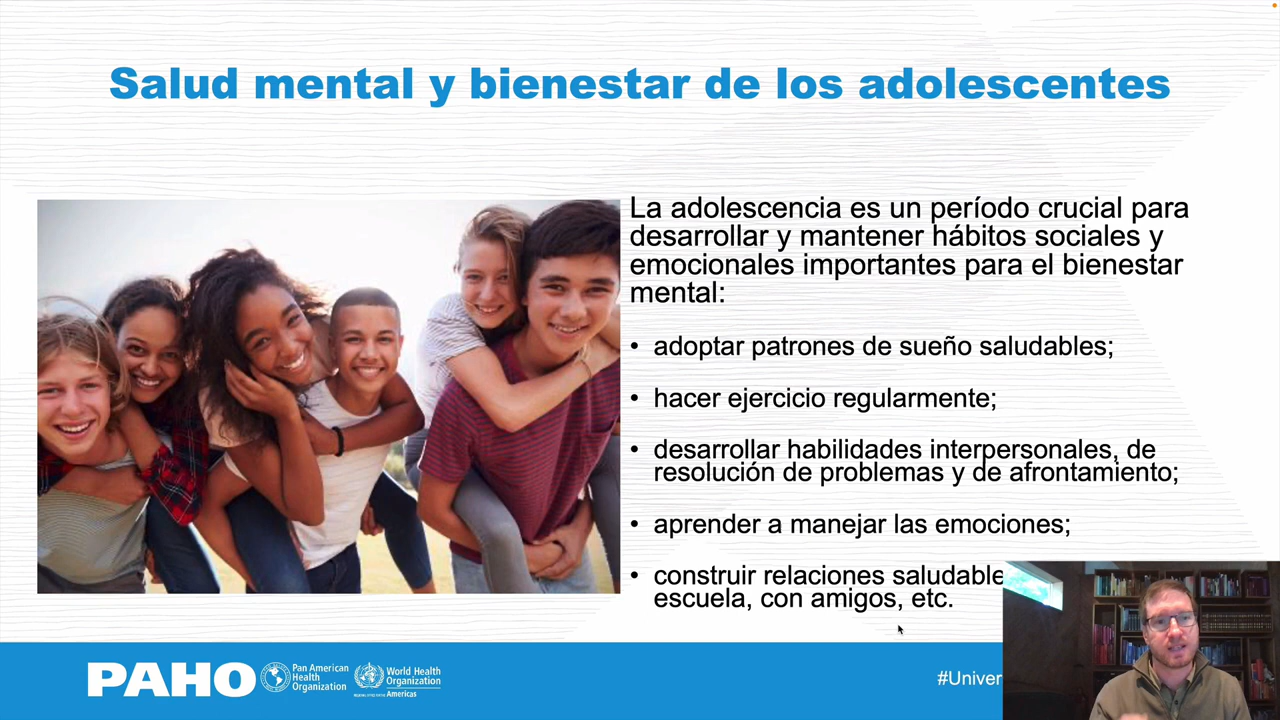 Salud mental y bienestar de los adolescentes
La adolescencia es un período crucial para
desarrollar y mantener hábitos sociales y
emocionales importantes para el bienestar
mental:
• adoptar patrones de sueño saludables;
• hacer ejercicio regularmente;
• desarrollar habilidades interpersonales, de
resolución de problemas y de afrontamiento;
• aprender a manejar las emociones;
• construir relaciones saludable
escuela, con amigos, etc.
PAHO
Pan American
Health
Organization
World Health
Organization
Americas
#Univer